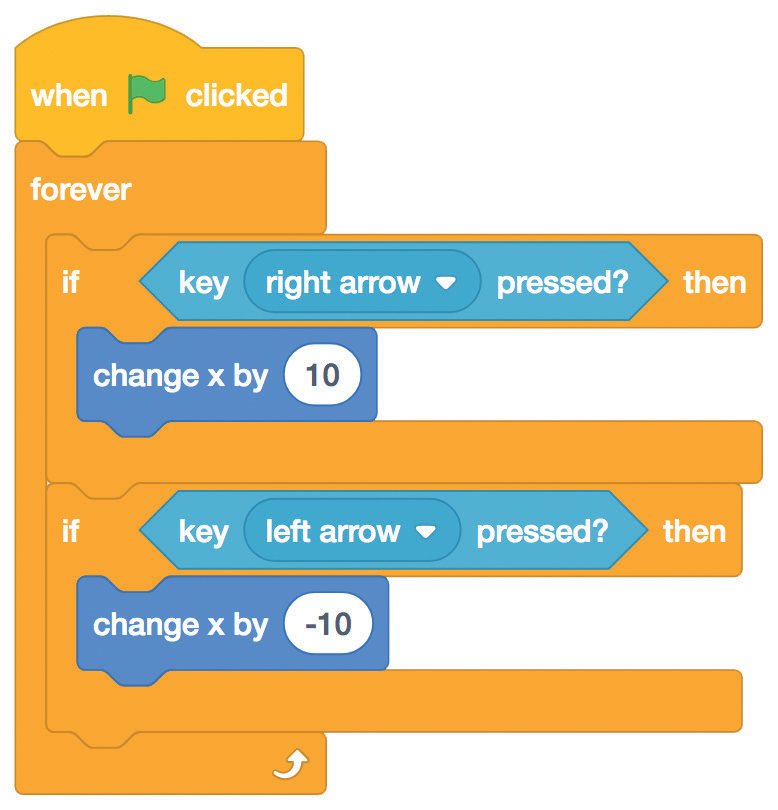 when clicked
forever
if key right arrow pressed? then
change x by 10
if key left arrow pressed? then
change x by -10